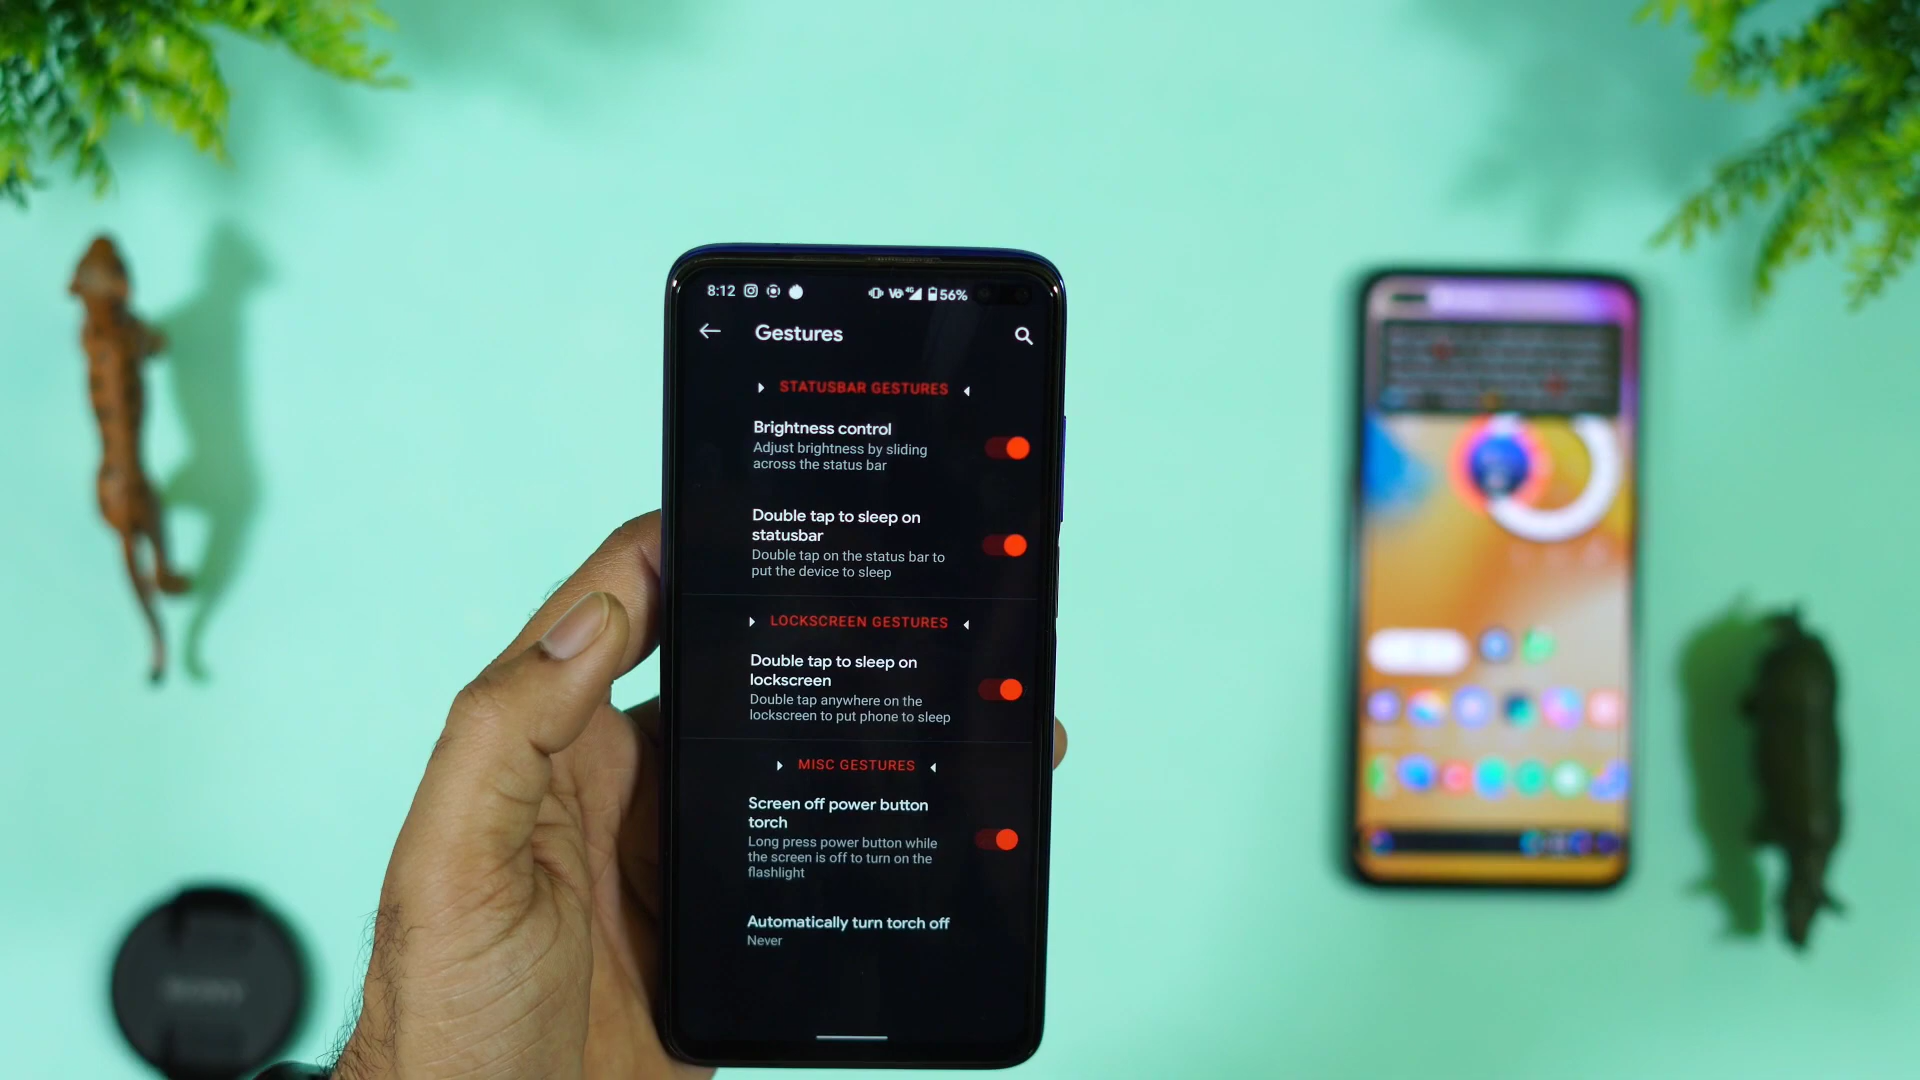 8:12 56%
Gestures
STATUSBAR GESTURES
Brightness control
Adjust brightness by sliding
across the status bar
Double tap to sleep on
statusbar
Double tap on the status bar to
put the device to sleep
LOCKSCREEN GESTURES
Double tap to sleep on
lockscreen
Double tap anywhere on the
lockscreen to put phone to sleep
MISC GESTURES
Screen off power button
torch
Long press power button while
the screen is off to turn on the
flashlight
Automatically turn torch off
Never